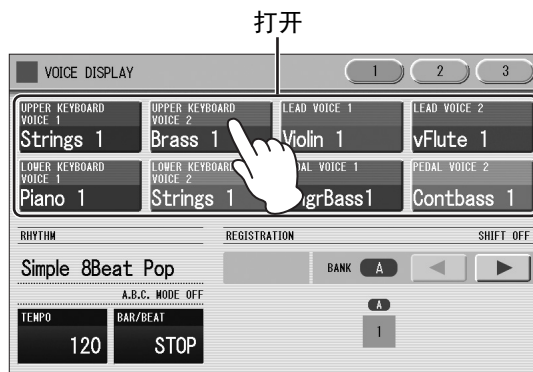 打开
VOICE DISPLAY
1
2
3
UPPER KEYBOARD VOICE 1
Strings 1
UPPER KEYBOARD VOICE 2
Brass 1
LEAD VOICE 1
Violin 1
LEAD VOICE 2
vFlute 1
LOWER KEYBOARD VOICE 1
Piano 1
LOWER KEYBOARD VOICE 2
Strings 1
VOICE 1
grBass1
PEDAL VOICE 2
Contbass 1
RHYTHM
REGISTRATION
SHIFT OFF
Simple 8Beat Pop
BANK A
A.B.C. MODE OFF
TEMPO
120
BAR/BEAT
STOP
A
1